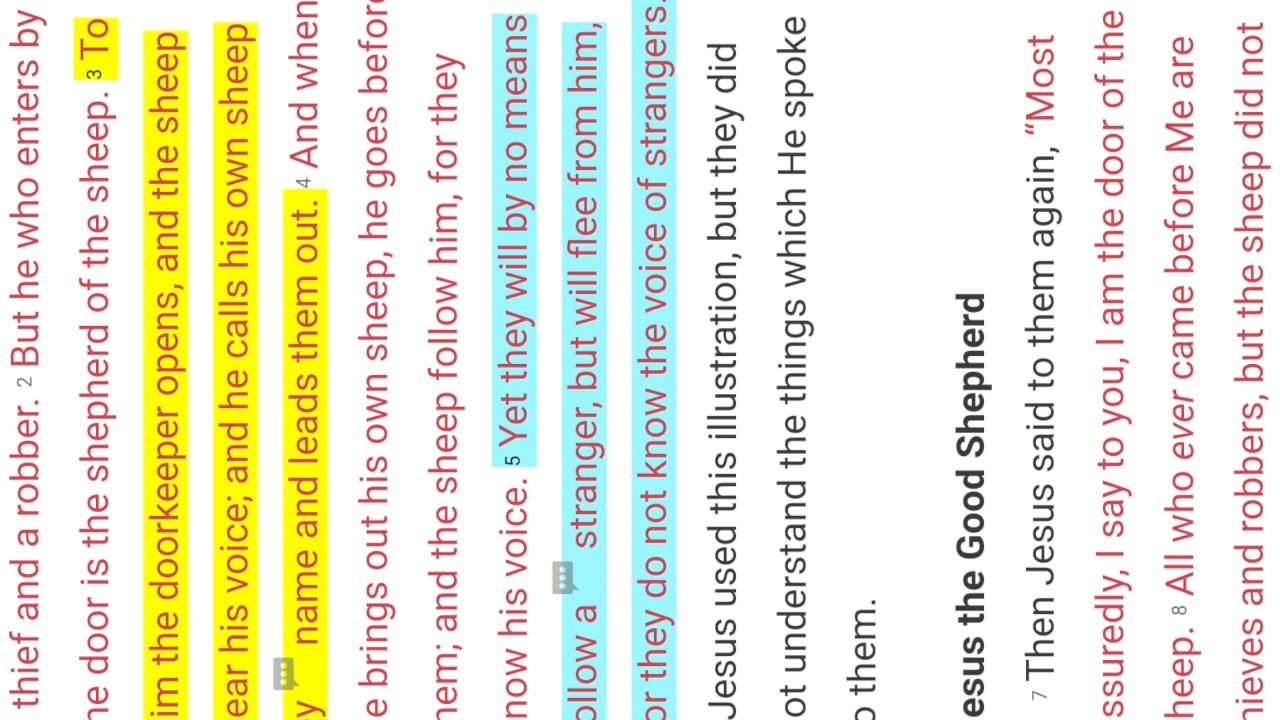 thief and a robber. 2 But he who enters by
ne door is the shepherd of the sheep. 3 To
im the doorkeeper opens, and the sheep
ear his voice; and he calls his own sheep
y name and leads them out. 4 And when
e brings out his own sheep, he goes before
nem; and the sheep follow him, for they
now his voice. 5 Yet they will by no means
ollow a stranger, but will flee from him,
or they do not know the voice of strangers.
Jesus used this illustration, but they did
ot understand the things which He spoke
o them.
esus the Good Shepherd
7 Then Jesus said to them again, “Most
ssuredly, I say to you, I am the door of the
heep. 8 All who ever came before Me are
hieves and robbers, but the sheep did not